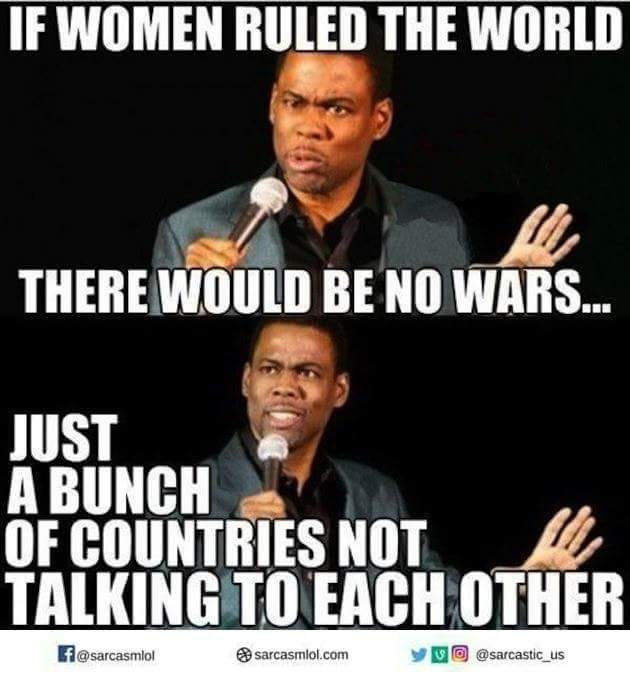 IF WOMEN RULED THE WORLD
THERE WOULD BE NO WARS...
JUST
A BUNCH
OF COUNTRIES NOT
TALKING TO EACH OTHER
@sarcasmlol
sarcasmlol.com
@sarcastic_us